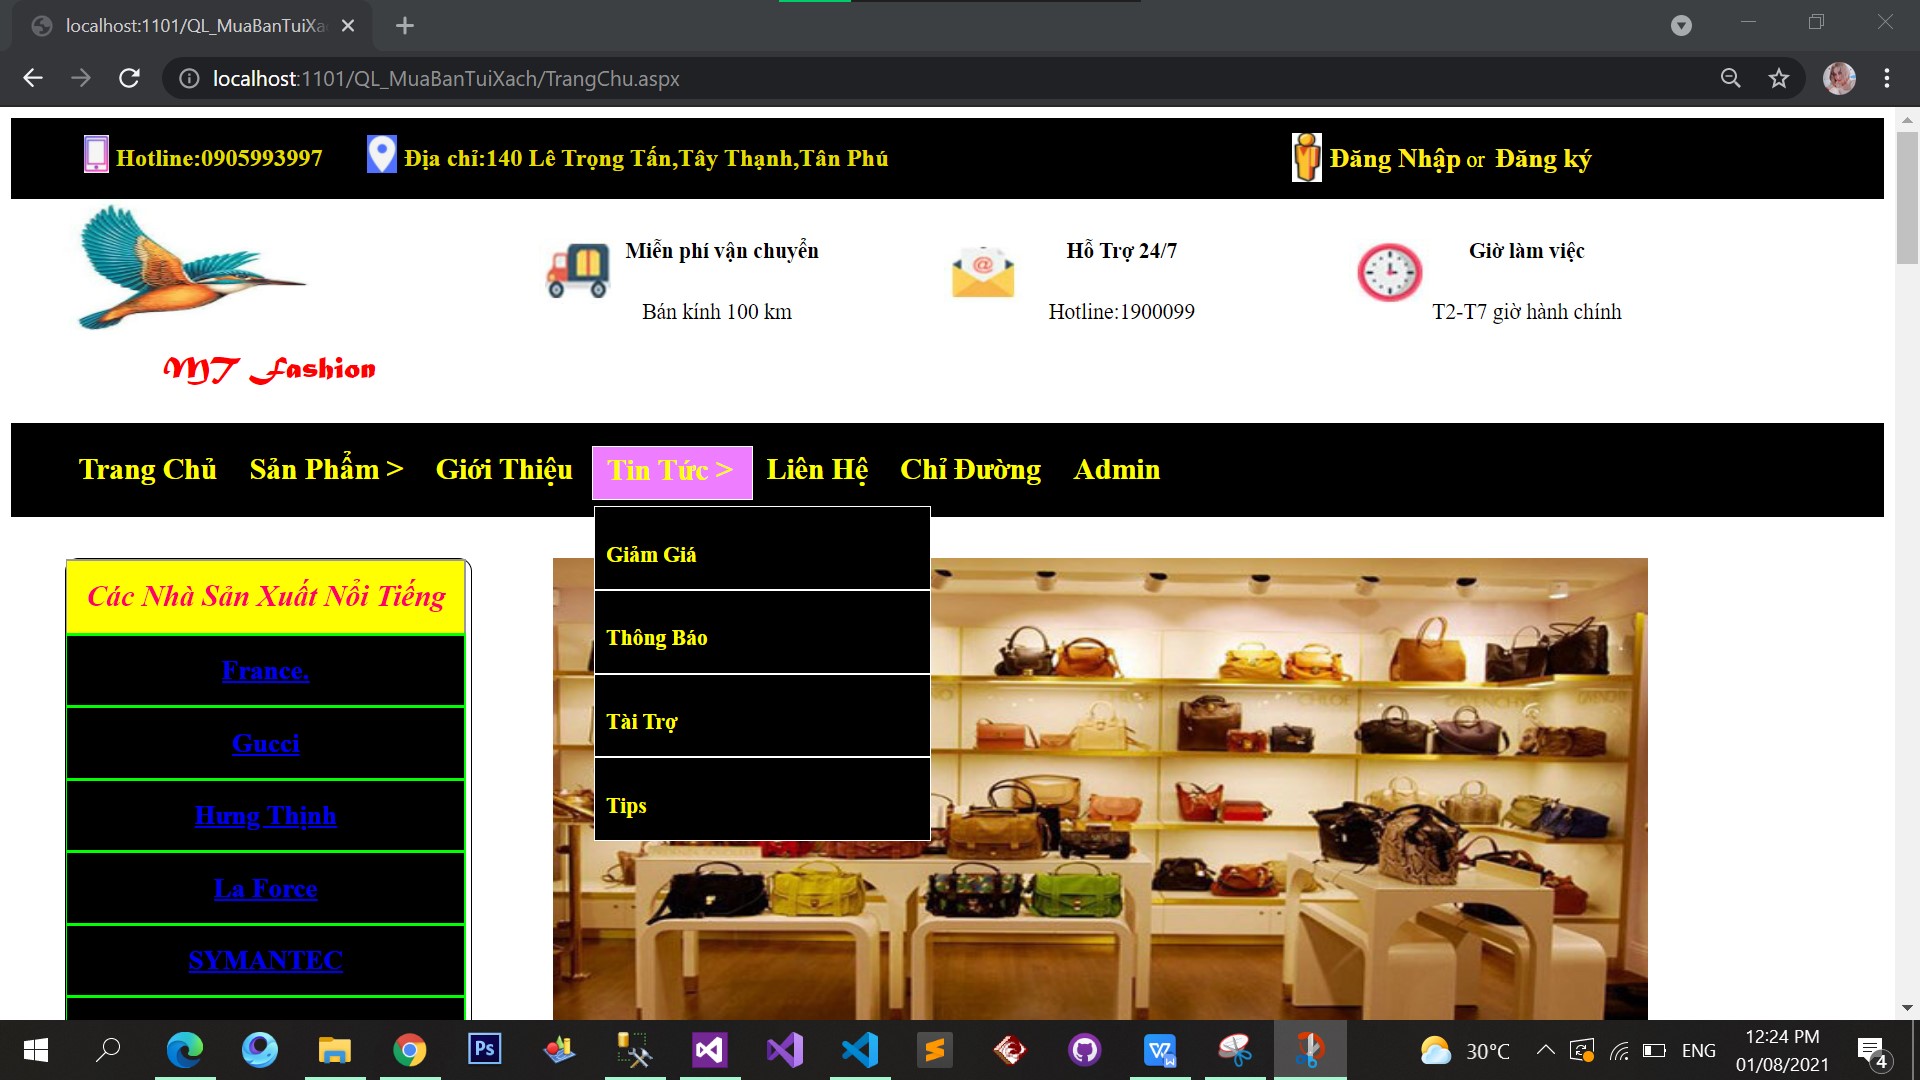 localhost:1101/QL_MuaBanTuiXa
localhost:1101/QL_MuaBanTuiXach/TrangChu.aspx
Hotline:0905993997
Địa chỉ:140 Lê Trọng Tấn,Tây Thạnh,Tân Phú
Đăng Nhập or Đăng ký
Miễn phí vận chuyển
Bán kính 100 km
Hỗ Trợ 24/7
Hotline:1900099
Giờ làm việc
T2-T7 giờ hành chính
MT Fashion
Trang Chủ Sản Phẩm > Giới Thiệu Tin Tức > Liên Hệ Chỉ Đường Admin
Giảm Giá
Thông Báo
Tài Trợ
Tips
Các Nhà Sản Xuất Nổi Tiếng
France.
Gucci
Hưng Thịnh
La Force
SYMANTEC
Ps
30°C
ENG
12:24 PM
01/08/2021
4